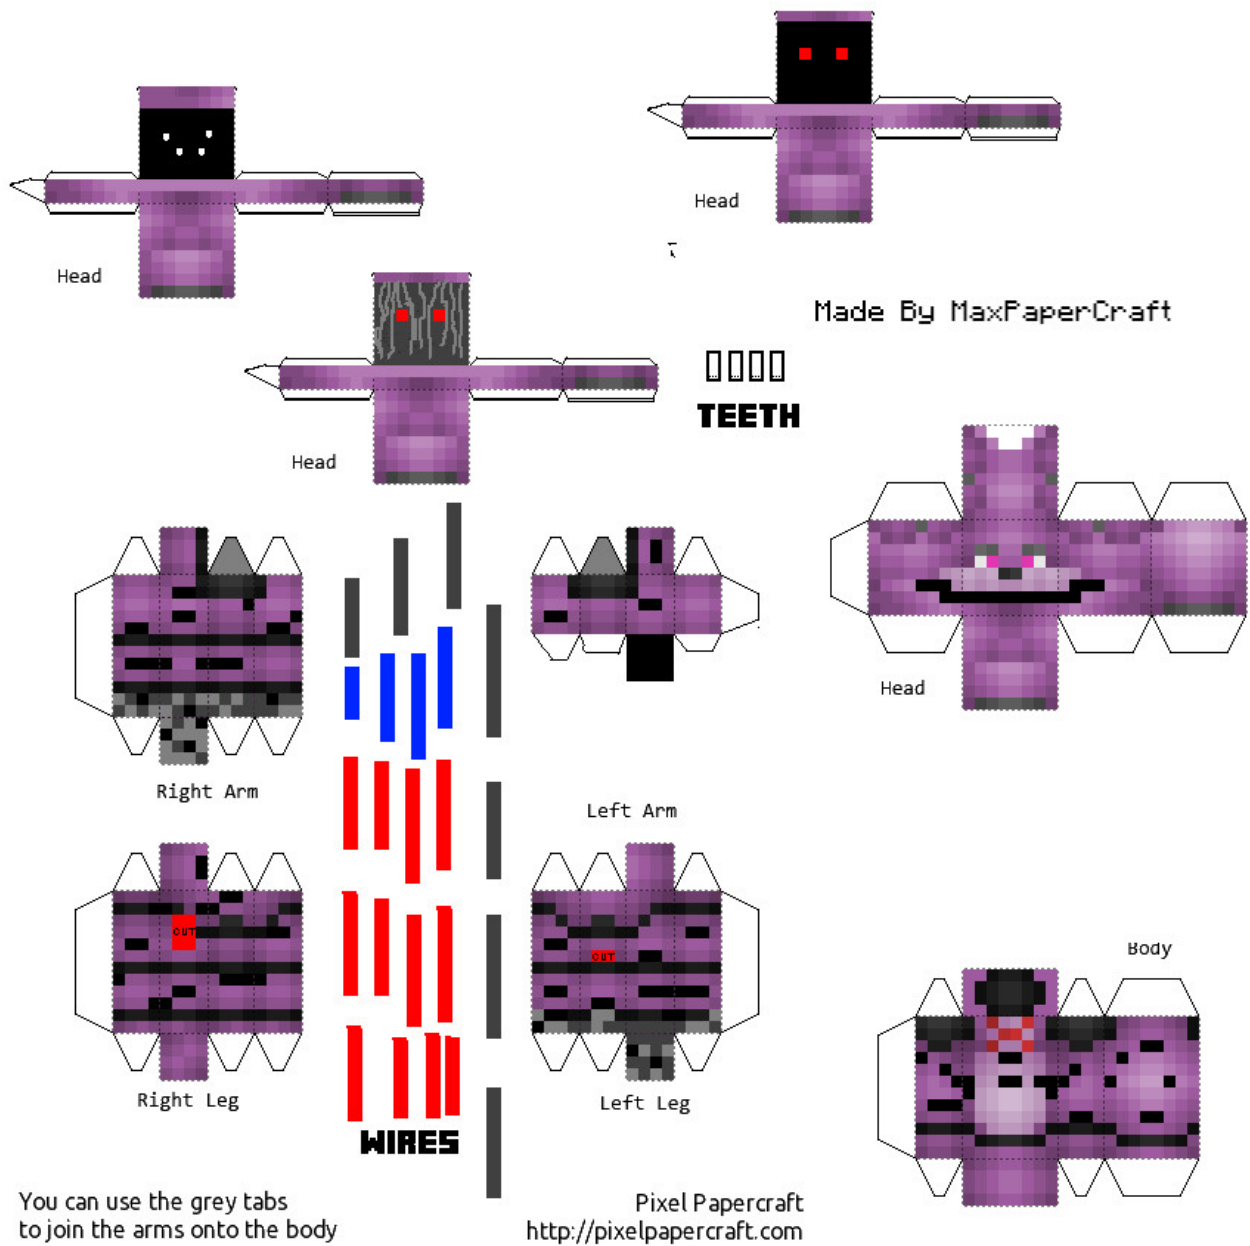 Head
Head
Made By MaxPaperCraft
TEETH
Head
Head
Right Arm
Left Arm
CUT
CUT
Body
Right Leg
Left Leg
WIRES
You can use the grey tabs
to join the arms onto the body
Pixel Papercraft
http://pixelpapercraft.com